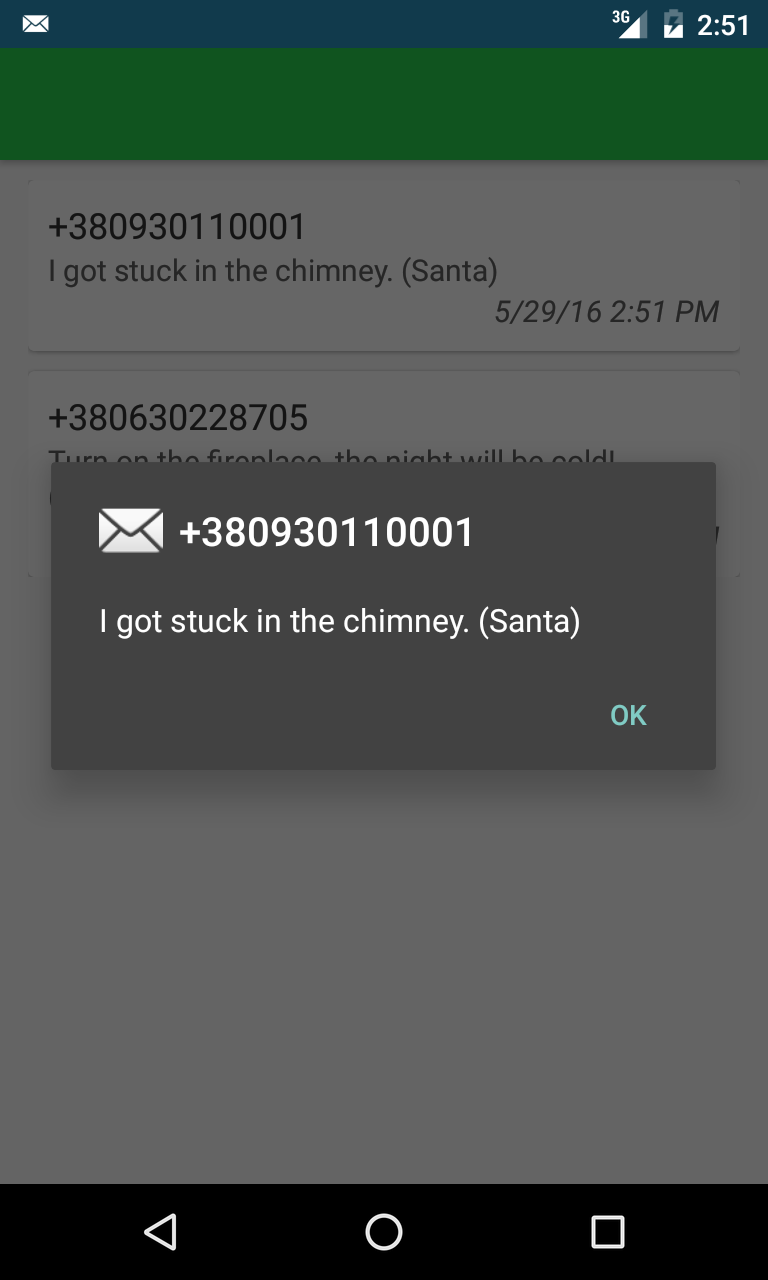 3G 2:51
+380930110001
I got stuck in the chimney. (Santa)
5/29/16 2:51 PM
+380630228705
Turn on the fireplace, the night will be cold!
+380930110001
I got stuck in the chimney. (Santa)
OK